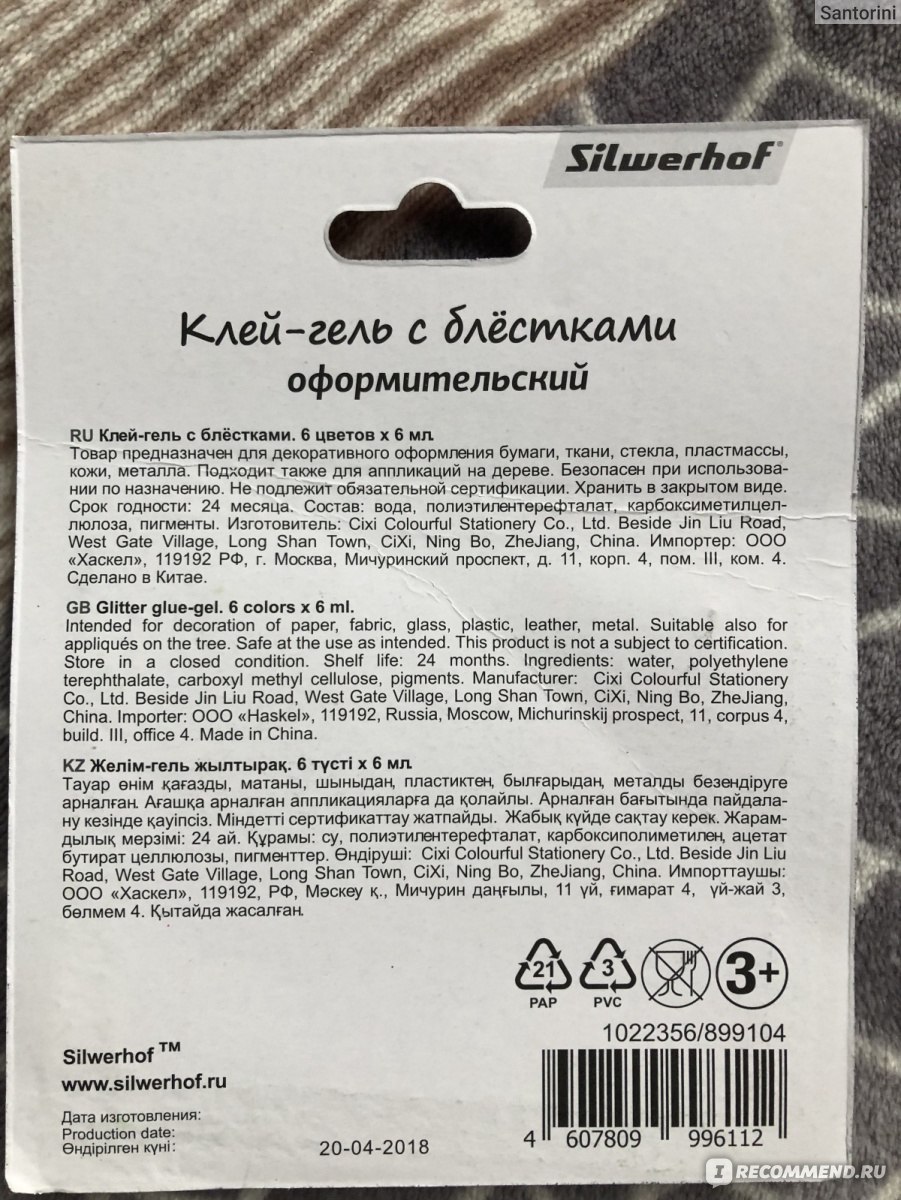 Santorini
Silwerhof®
Клей-гель с блёстками
оформительский
RU Клей-гель с блёстками. 6 цветов х 6 мл.
Товар предназначен для декоративного оформления бумаги, ткани, стекла, пластмассы,
кожи, металла. Подходит также для аппликаций на дереве. Безопасен при использова-
нии по назначению. Не подлежит обязательной сертификации. Хранить в закрытом виде.
Срок годности: 24 месяца. Состав: вода, полиэтилентерефталат, карбоксиметилцел-
люлоза, пигменты. Изготовитель: Cixi Colourful Stationery Co., Ltd. Beside Jin Liu Road,
West Gate Village, Long Shan Town, CiXi, Ning Bo, ZheJiang, China. Импортер: ООО
«Хаскел», 119192 РФ, г. Москва, Мичуринский проспект, д. 11, корп. 4, пом. III, ком. 4.
Сделано в Китае.
GB Glitter glue-gel. 6 colors x 6 ml.
Intended for decoration of paper, fabric, glass, plastic, leather, metal. Suitable also for
appliqués on the tree. Safe at the use as intended. This product is not a subject to certification.
Store in a closed condition. Shelf life: 24 months. Ingredients: water, polyethylene
terephthalate, carboxyl methyl cellulose, pigments. Manufacturer: Cixi Colourful Stationery
Co., Ltd. Beside Jin Liu Road, West Gate Village, Long Shan Town, CiXi, Ning Bo, ZheJiang,
China. Importer: OOO «Haskel», 119192, Russia, Moscow, Michurinskij prospect, 11, corpus 4,
build. III, office 4. Made in China.
KZ Желім-гель жылтырақ. 6 түсті х 6 мл.
Тауар өнім қағазды, матаны, шыныдан, пластиктен, былғарыдан, металды безендіруге
арналған. Ағашқа арналған аппликацияларға да қолайлы. Арналған бағытында пайдала-
ну кезінде қауіпсіз. Міндетті сертификаттау жатпайды. Жабық күйде сақтау керек. Жарам-
дылық мерзімі: 24 ай. Құрамы: су, полиэтилентерефталат, карбоксиполиметилен, ацетат
бутират целлюлозы, пигменттер. Өндіруші: Cixi Colourful Stationery Co., Ltd. Beside Jin Liu
Road, West Gate Village, Long Shan Town, CiXi, Ning Bo, ZheJiang, China. Импорттаушы:
ООО «Хаскел», 119192, РФ, Мәскеу қ., Мичурин даңғылы, 11 үй, ғимарат 4, үй-жай 3,
бөлмем 4. Қытайда жасалған.
21 3 3+
PAP PVC
1022356/899104
Silwerhof ™
www.silwerhof.ru
Дата изготовления:
Production date:
Өндірілген күні: 20-04-2018
4 607809 996112
IRECOMMEND.RU